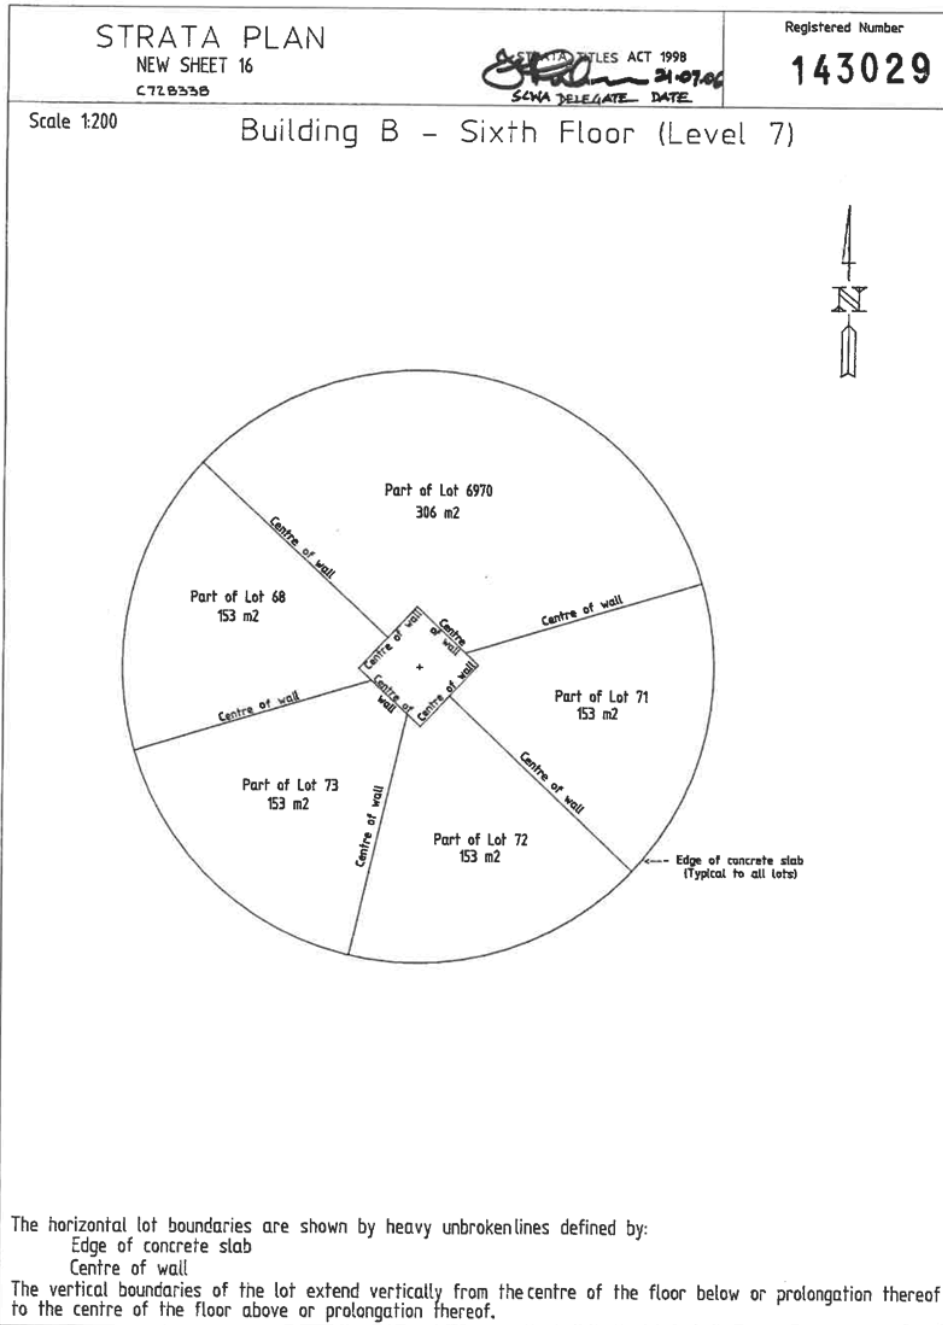 STRATA PLAN
NEW SHEET 16
C728338
STRATA TITLES ACT 1998
21·07·06
SCWA DELEGATE DATE
Registered Number
143029
Scale 1:200
Building B - Sixth Floor (Level 7)
N
Part of Lot 6970
306 m2
Centre of wall
Part of Lot 68
153 m2
Centre of wall
Centre of wall
Centre
of wall
Part of Lot 71
153 m2
Centre of wall
Centre of
wall
Centre of wall
Part of Lot 73
153 m2
Centre of wall
Centre of wall
Part of Lot 72
153 m2
Edge of concrete slab
(Typical to all lots)
The horizontal lot boundaries are shown by heavy unbroken lines defined by:
Edge of concrete slab
Centre of wall
The vertical boundaries of the lot extend vertically from the centre of the floor below or prolongation thereof
to the centre of the floor above or prolongation thereof.